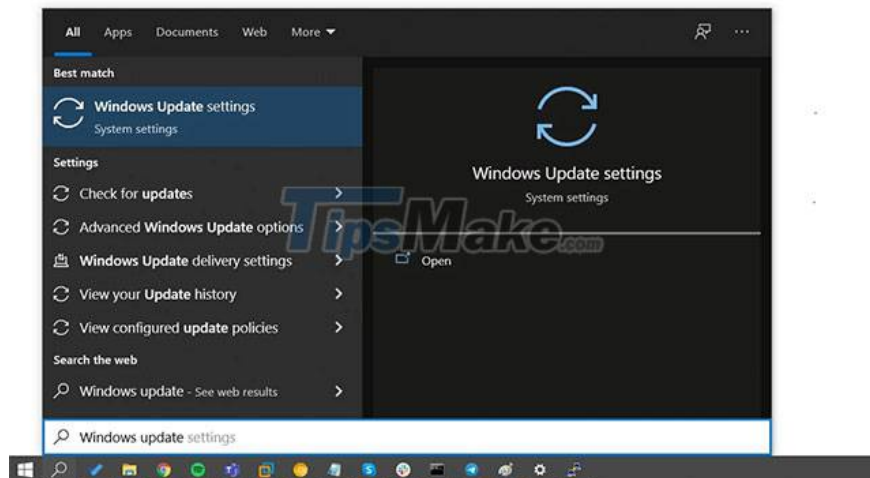 All Apps Documents Web More
Best match
Windows Update settings
System settings
Settings
Check for updates
Advanced Windows Update options
Windows Update delivery settings
View your Update history
View configured update policies
Search the web
Windows update - See web results
Windows Update settings
System settings
Open
TipsMake.com
Windows update settings